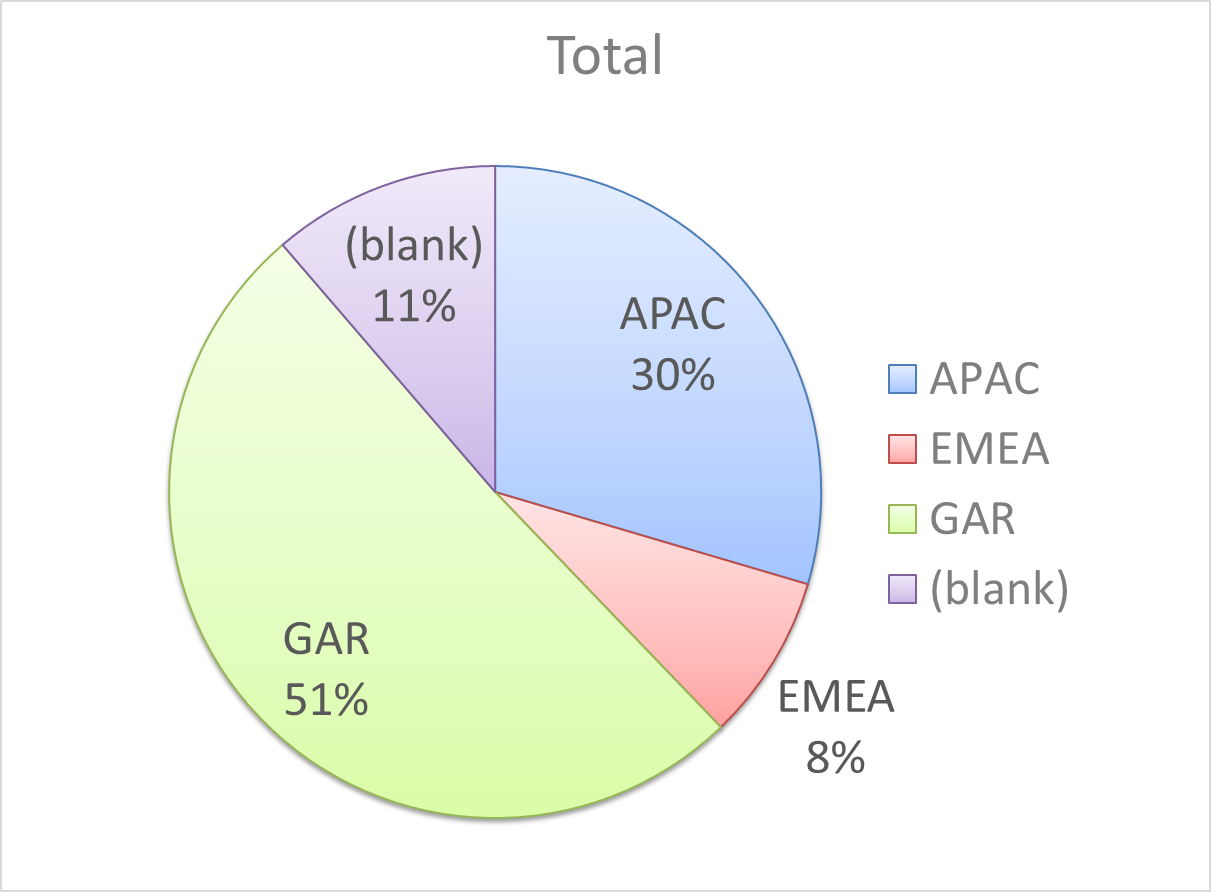 Total
(blank)
11%
APAC
30%
GAR
51%
EMEA
8%
APAC
EMEA
GAR
(blank)